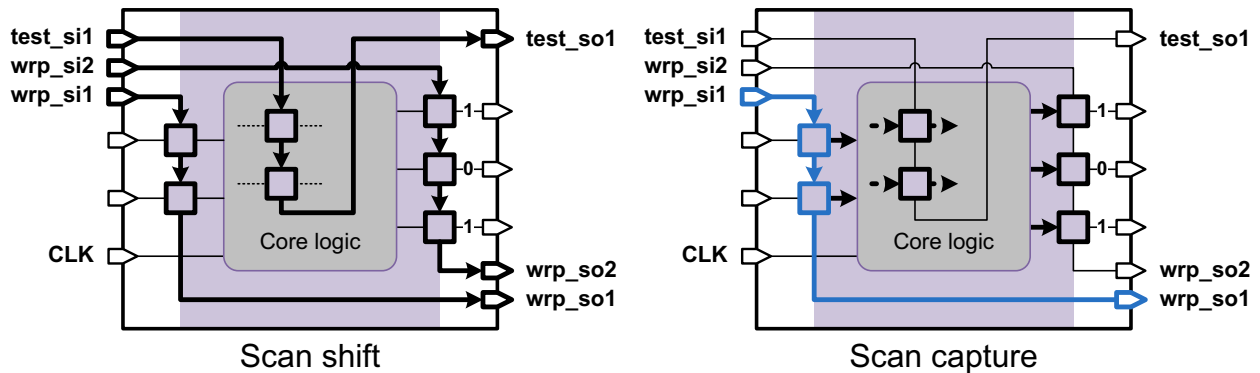 test_si1
wrp_si2
wrp_si1
CLK
1
0
1
Core logic
test_so1
wrp_so2
wrp_so1
Scan shift
test_si1
wrp_si2
wrp_si1
CLK
1
0
1
Core logic
test_so1
wrp_so2
wrp_so1
Scan capture